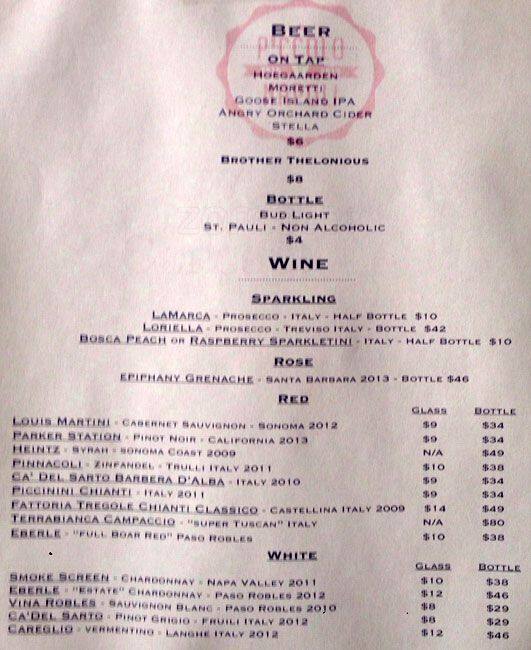 BEER
ON TAP
HOEGAARDEN
MORETTI
GOOSE ISLAND IPA
ANGRY ORCHARD CIDER
STELLA
$6
BROTHER THELONIOUS
$8
BOTTLE
BUD LIGHT
ST. PAULI - NON ALCOHOLIC
$4
WINE
SPARKLING
LAMARCA - PROSECCO - ITALY - HALF BOTTLE $10
LORIELLA - PROSECCO - TREVISO ITALY - BOTTLE $42
BOSCA PEACH OR RASPBERRY SPARKLETINI - ITALY - HALF BOTTLE $10
ROSE
EPIPHANY GRENACHE - SANTA BARBARA 2013 - BOTTLE $46
RED
GLASS BOTTLE
LOUIS MARTINI - CABERNET SAUVIGNON - SONOMA 2012 $9 $34
PARKER STATION - PINOT NOIR - CALIFORNIA 2013 $9 $34
HEINTZ - SYRAH - SONOMA COAST 2009 N/A $49
PINNACOLI - ZINFANDEL - TRULLI ITALY 2011 $10 $38
CA' DEL SARTO BARBERA D'ALBA - ITALY 2010 $9 $34
PICCININI CHIANTI - ITALY 2011 $9 $34
FATTORIA TREGOLE CHIANTI CLASSICO - CASTELLINA ITALY 2009 $14 $49
TERRABIANCA CAMPACCIO - "SUPER TUSCAN" ITALY N/A $80
EBERLE - "FULL BOAR RED" PASO ROBLES $10 $38
WHITE
GLASS BOTTLE
SMOKE SCREEN - CHARDONNAY - NAPA VALLEY 2011 $10 $38
EBERLE - "ESTATE" CHARDONNAY - PASO ROBLES 2012 $12 $46
VINA ROBLES - SAUVIGNON BLANC - PASO ROBLES 2010 $8 $29
CA'DEL SARTO - PINOT GRIGIO - FRUILI ITALY 2012 $8 $29
CAREGLIO - VERMENTINO - LANGHE ITALY 2012 $12 $46